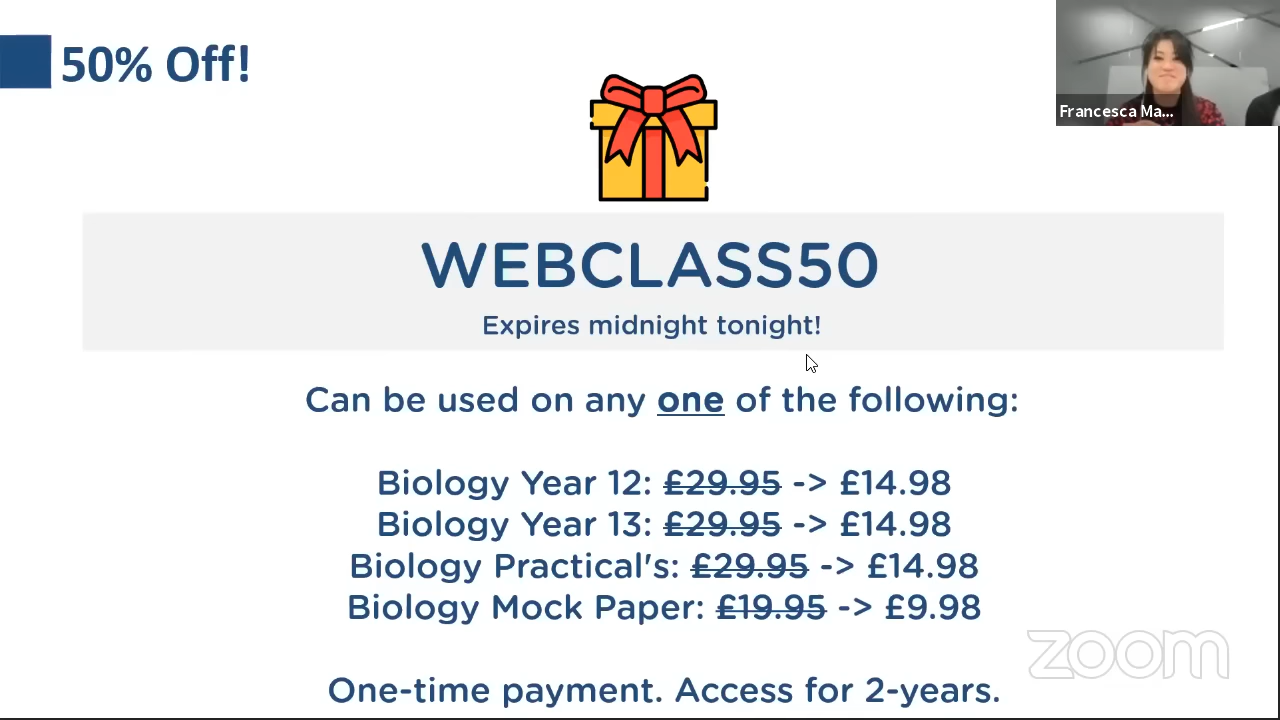 50% Off!
Francesca Ma...
WEBCLASS50
Expires midnight tonight!
Can be used on any one of the following:
Biology Year 12: £29.95 -> £14.98
Biology Year 13: £29.95 -> £14.98
Biology Practical's: £29.95 -> £14.98
Biology Mock Paper: £19.95 -> £9.98
zoom
One-time payment. Access for 2-years.